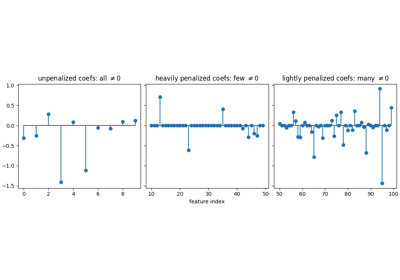 unpenalized coefs: all ≠0
heavily penalized coefs: few ≠0
lightly penalized coefs: many ≠0
1.0
0.5
0.0
−0.5
−1.0
−1.5
0 2 4 6 8
10 20 30 40 50
50 60 70 80 90 100
feature index